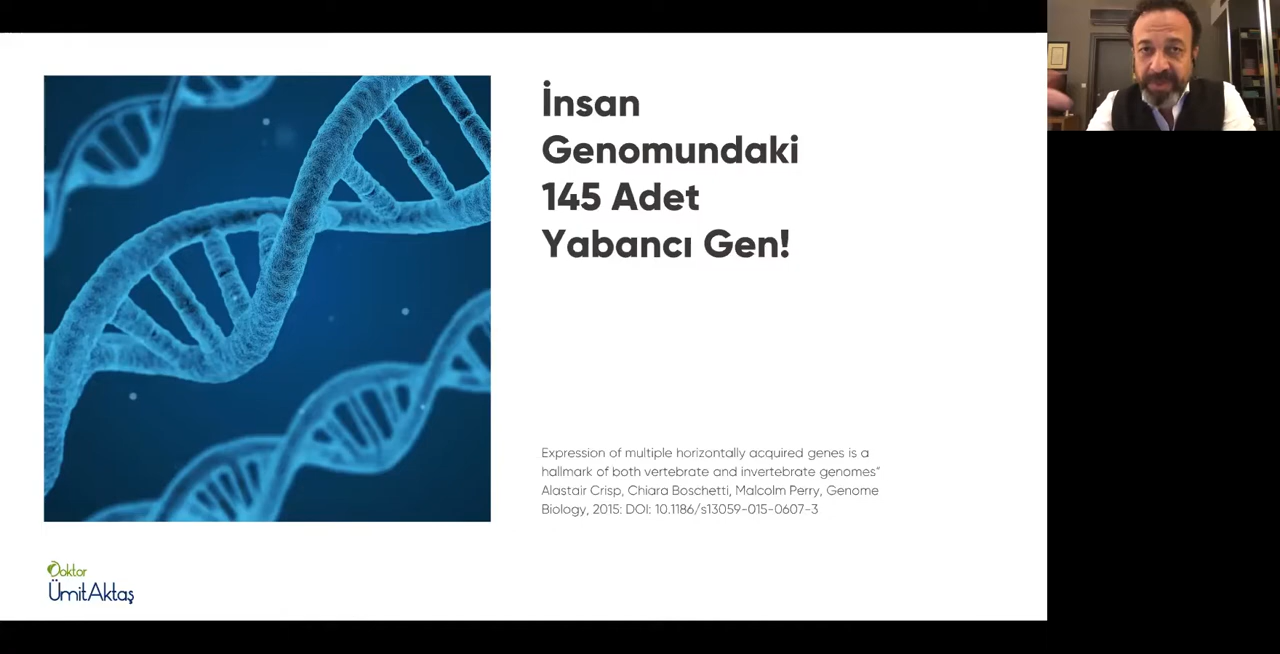 İnsan
Genomundaki
145 Adet
Yabancı Gen!
Expression of multiple horizontally acquired genes is a
hallmark of both vertebrate and invertebrate genomes”
Alastair Crisp, Chiara Boschetti, Malcolm Perry, Genome
Biology, 2015: DOI: 10.1186/s13059-015-0607-3
Doktor
ÜmitAktaş